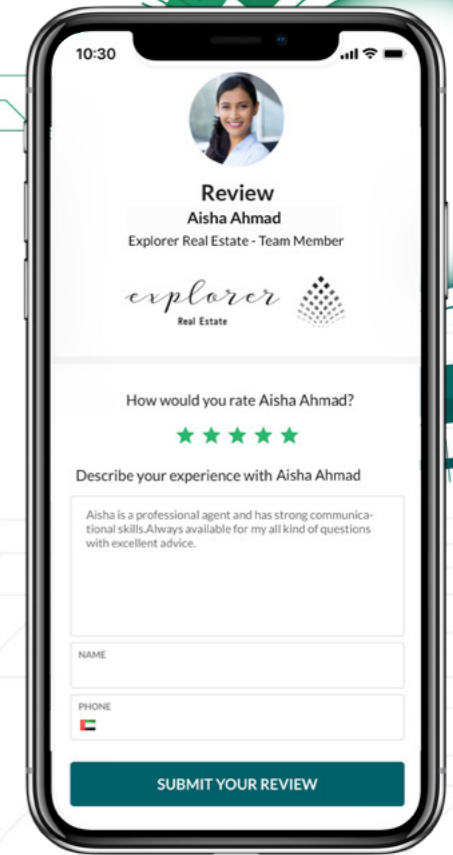 10:30
Review
Aisha Ahmad
Explorer Real Estate - Team Member
explorer
Real Estate
How would you rate Aisha Ahmad?
Describe your experience with Aisha Ahmad
Aisha is a professional agent and has strong communica-
tional skills.Always available for my all kind of questions
with excellent advice.
NAME
PHONE
SUBMIT YOUR REVIEW